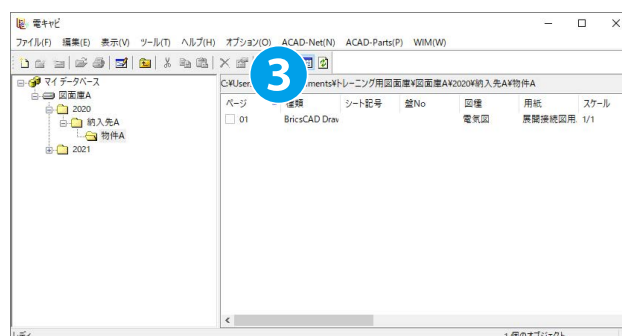 電キャビ
ファイル(F) 編集(E) 表示(V) ツール(T) ヘルプ(H) オプション(O) ACAD-Net(N) ACAD-Parts(P) WIM(W)
3
マイ データベース
図面庫A
2020
納入先A
物件A
2021
C:¥User ments¥トレーニング用図面庫¥図面庫A¥2020¥納入先A¥物件A
ページ 種類 シート記号 盤No 図種 用紙 スケール
01 BricsCAD Draw 電気図 展開接続図用 1/1
レディ
1 個のオブジェクト